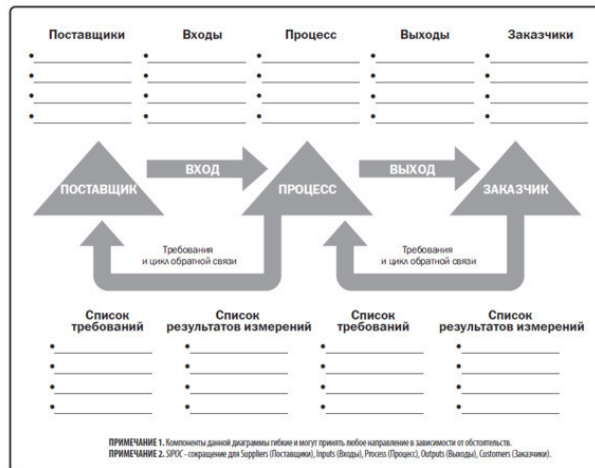 Поставщики Входы Процесс Выходы Заказчики
ПОСТАВЩИК ВХОД ПРОЦЕСС ВЫХОД ЗАКАЗЧИК
Требования
и цикл обратной связи
Требования
и цикл обратной связи
Список
требований
Список
результатов измерений
Список
требований
Список
результатов измерений
ПРИМЕЧАНИЕ 1. Компоненты данной диаграммы гибкие и могут принять любое направление в зависимости от обстоятельств.
ПРИМЕЧАНИЕ 2. SIPOC - сокращение для Suppliers (Поставщики), Inputs (Входы), Process (Процесс), Outputs (Выходы), Customers (Заказчики).